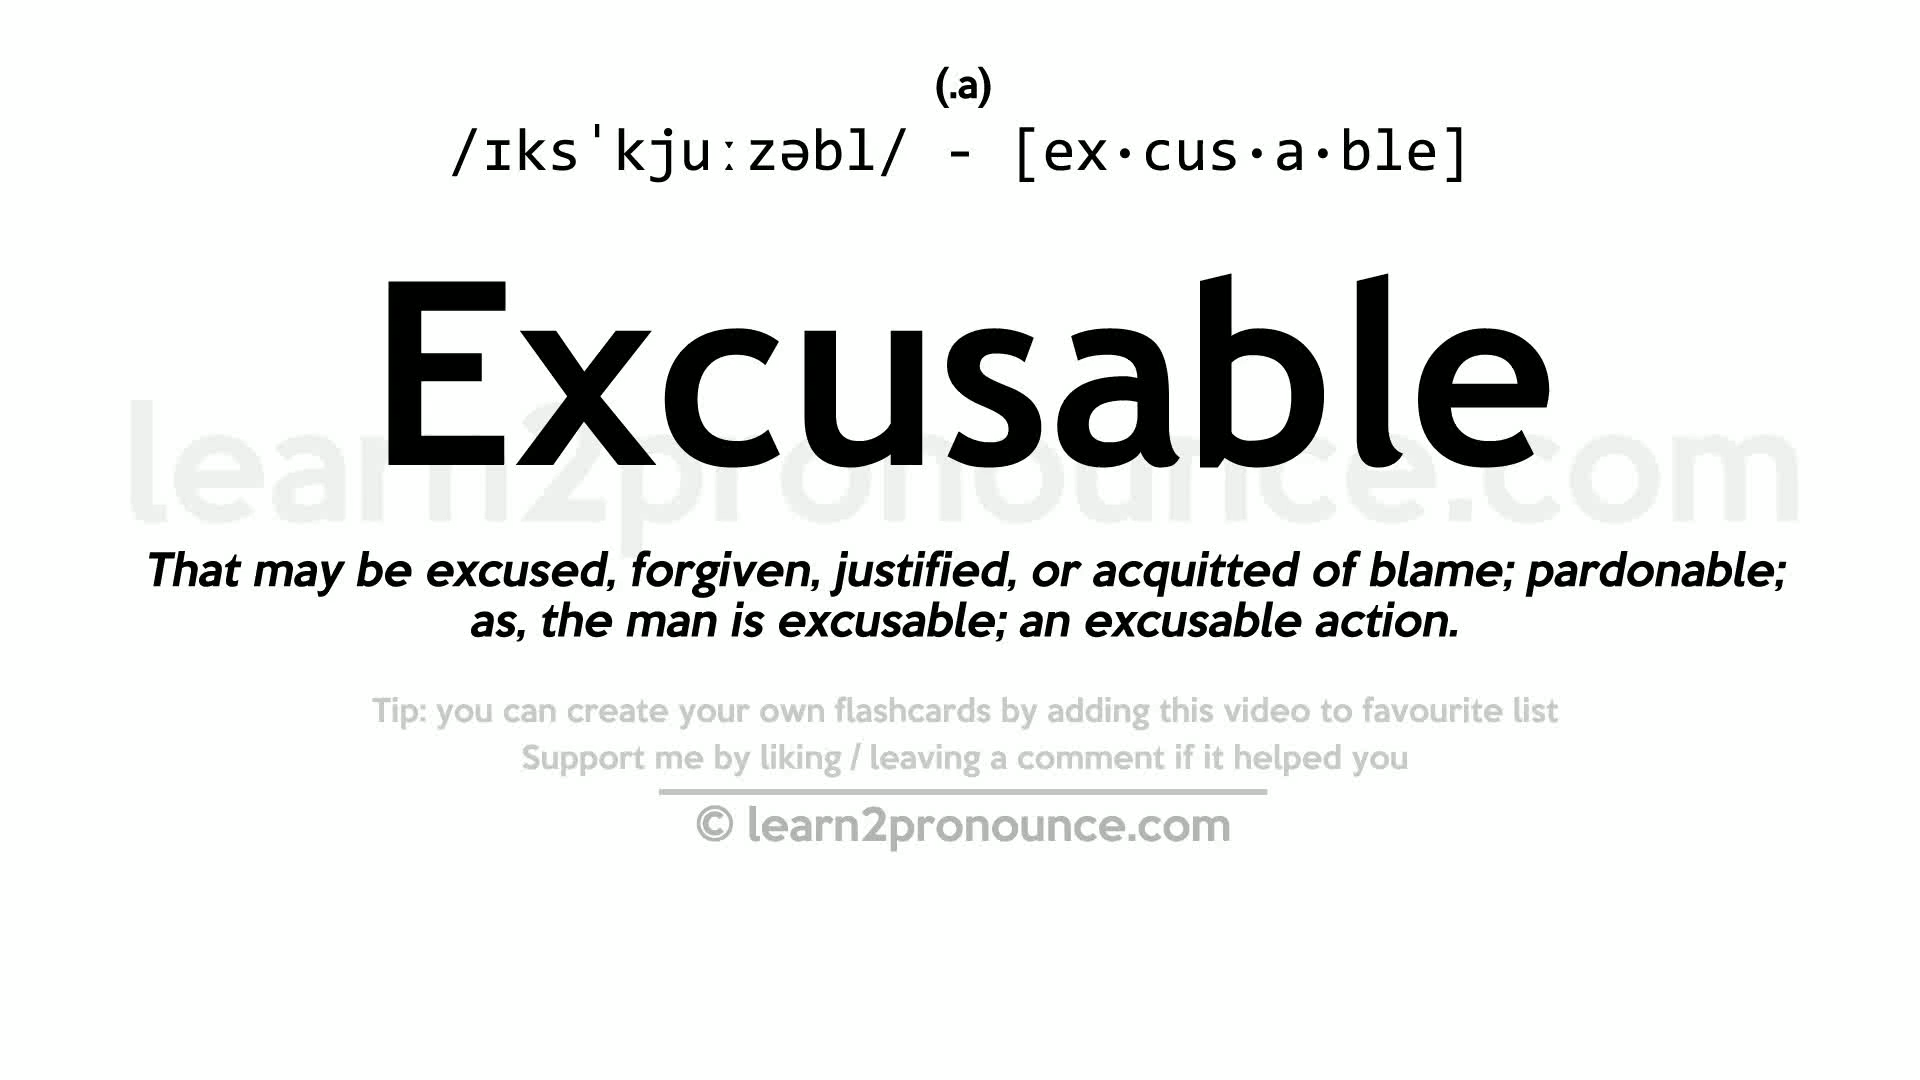 (.a)
/ɪksˈkjuːzəbl/ - [ex·cus·a·ble]
Excusable
learn2pronounce.com
That may be excused, forgiven, justified, or acquitted of blame; pardonable;
as, the man is excusable; an excusable action.
Tip: you can create your own flashcards by adding this video to favourite list
Support me by liking / leaving a comment if it helped you
© learn2pronounce.com